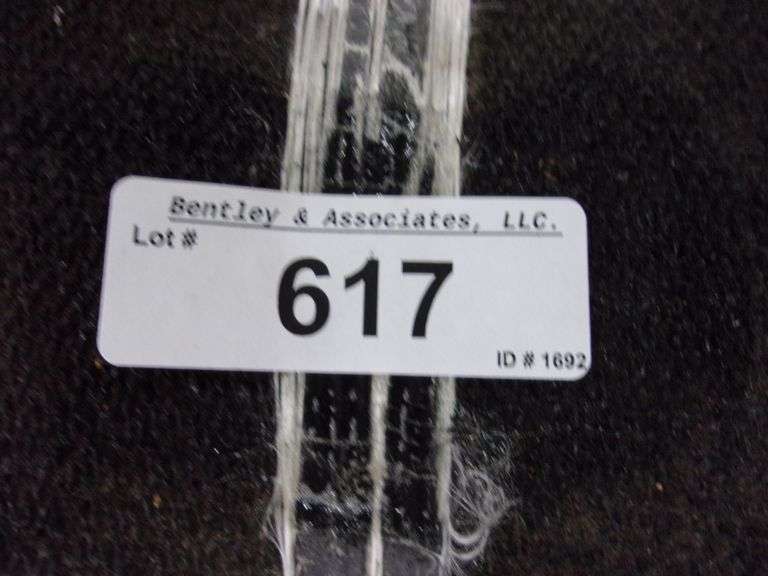 Bentley & Associates, LLC.
Lot #
617
ID # 1692